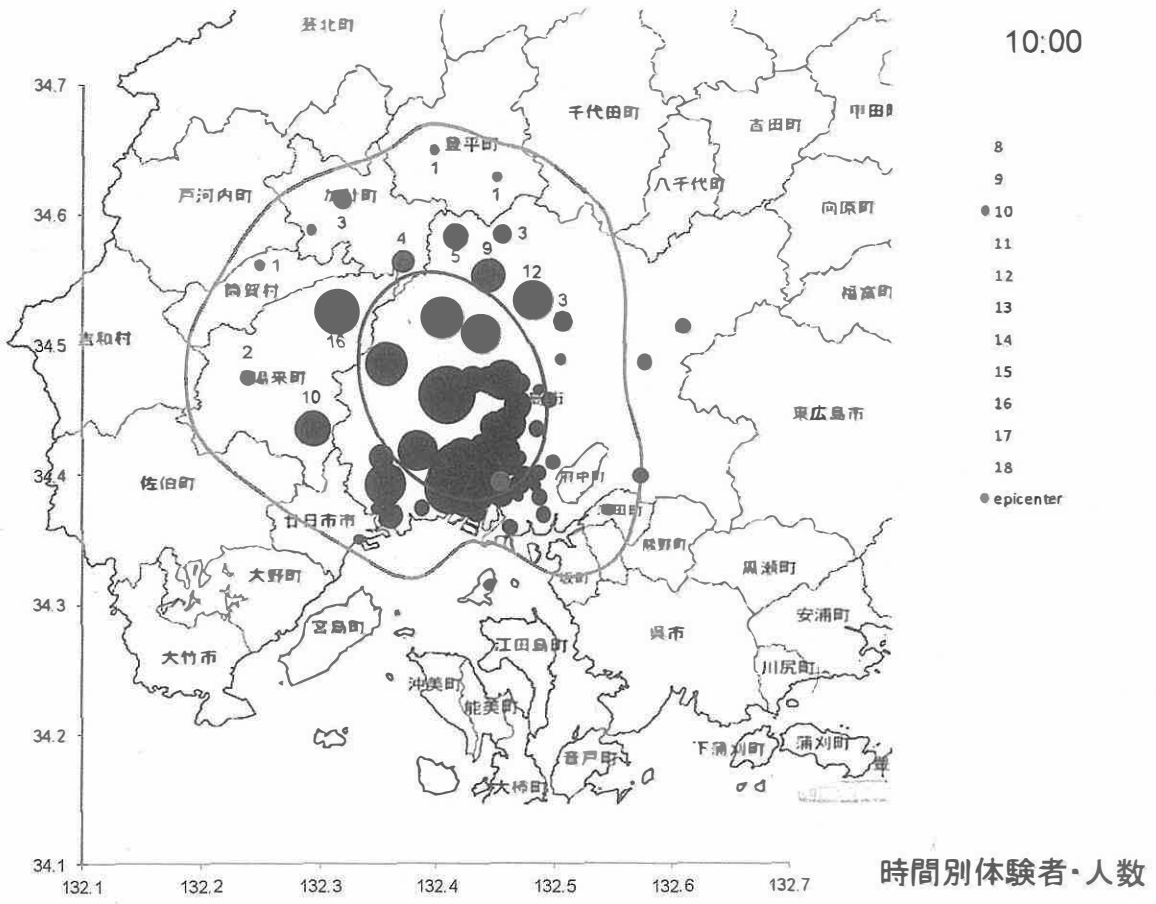 芸北町
10:00
34.7
千代田町
吉田町
豊平町
8
1
戸河内町
八千代町
9
1
34.6
3
向原町
10
4
5
9
3
11
1
筒賀村
12
12
福富町
3
13
吉和村
34.5
16
14
2
湯来町
15
10
東広島市
16
17
佐伯町
34.4
府中町
18
廿日市市
epicenter
熊野町
大野町
坂町
黒瀬町
34.3
宮島町
呉市
安浦町
大竹市
江田島町
川尻町
沖美町
能美町
34.2
音戸町
下蒲刈町
蒲刈町
大柿町
34.1
132.1
132.2
132.3
132.4
132.5
132.6
132.7
時間別体験者・人数